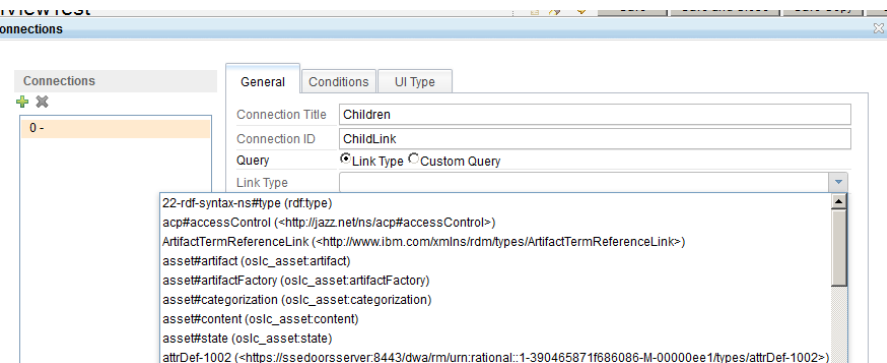 onnections
Connections
General Conditions UI Type
Connection Title Children
Connection ID ChildLink
0 -
Query Link Type Custom Query
Link Type
22-rdf-syntax-ns#type (rdf:type)
acp#accessControl (<http://jazz.net/ns/acp#accessControl>)
ArtifactTermReferenceLink (<http://www.ibm.com/xmlns/rdm/types/ArtifactTermReferenceLink>)
asset#artifact (oslc_asset:artifact)
asset#artifactFactory (oslc_asset:artifactFactory)
asset#categorization (oslc_asset:categorization)
asset#content (oslc_asset:content)
asset#state (oslc_asset:state)
attrDef-1002 (<https://ssedoorsserver:8443/dwa/rm/urn:rational::1-390465871f686086-M-00000ee1/types/attrDef-1002>)